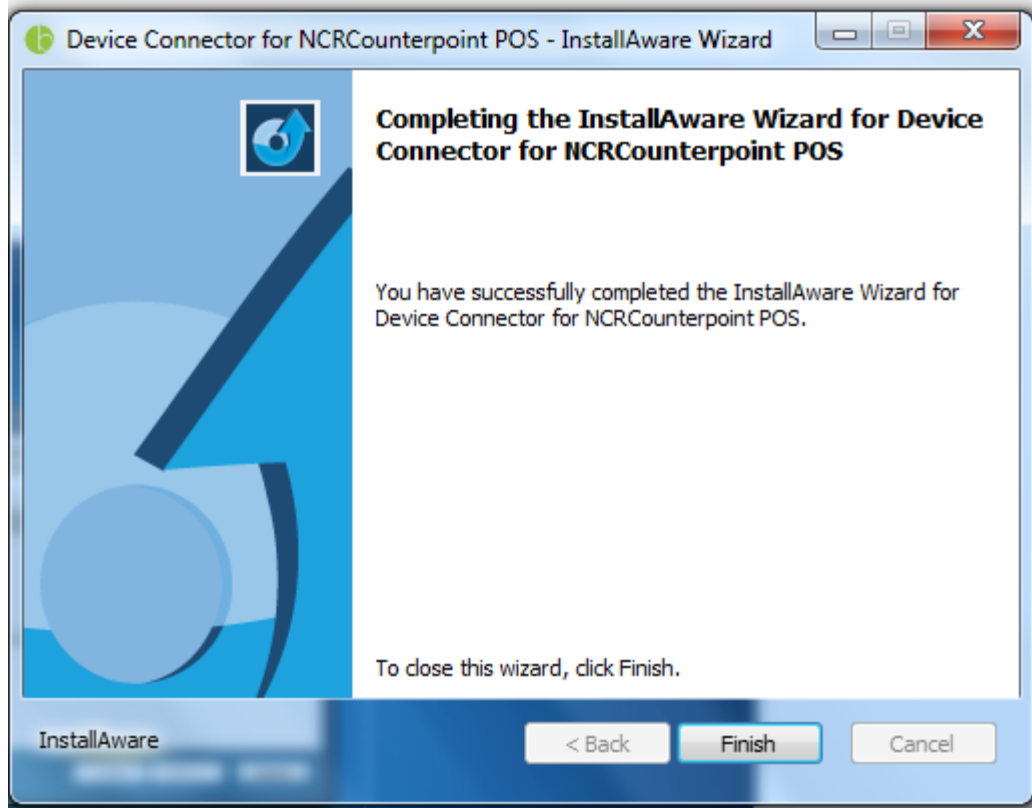 Device Connector for NCRCounterpoint POS - InstallAware Wizard
Completing the InstallAware Wizard for Device
Connector for NCRCounterpoint POS
You have successfully completed the InstallAware Wizard for
Device Connector for NCRCounterpoint POS.
To close this wizard, click Finish.
InstallAware
< Back
Finish
Cancel